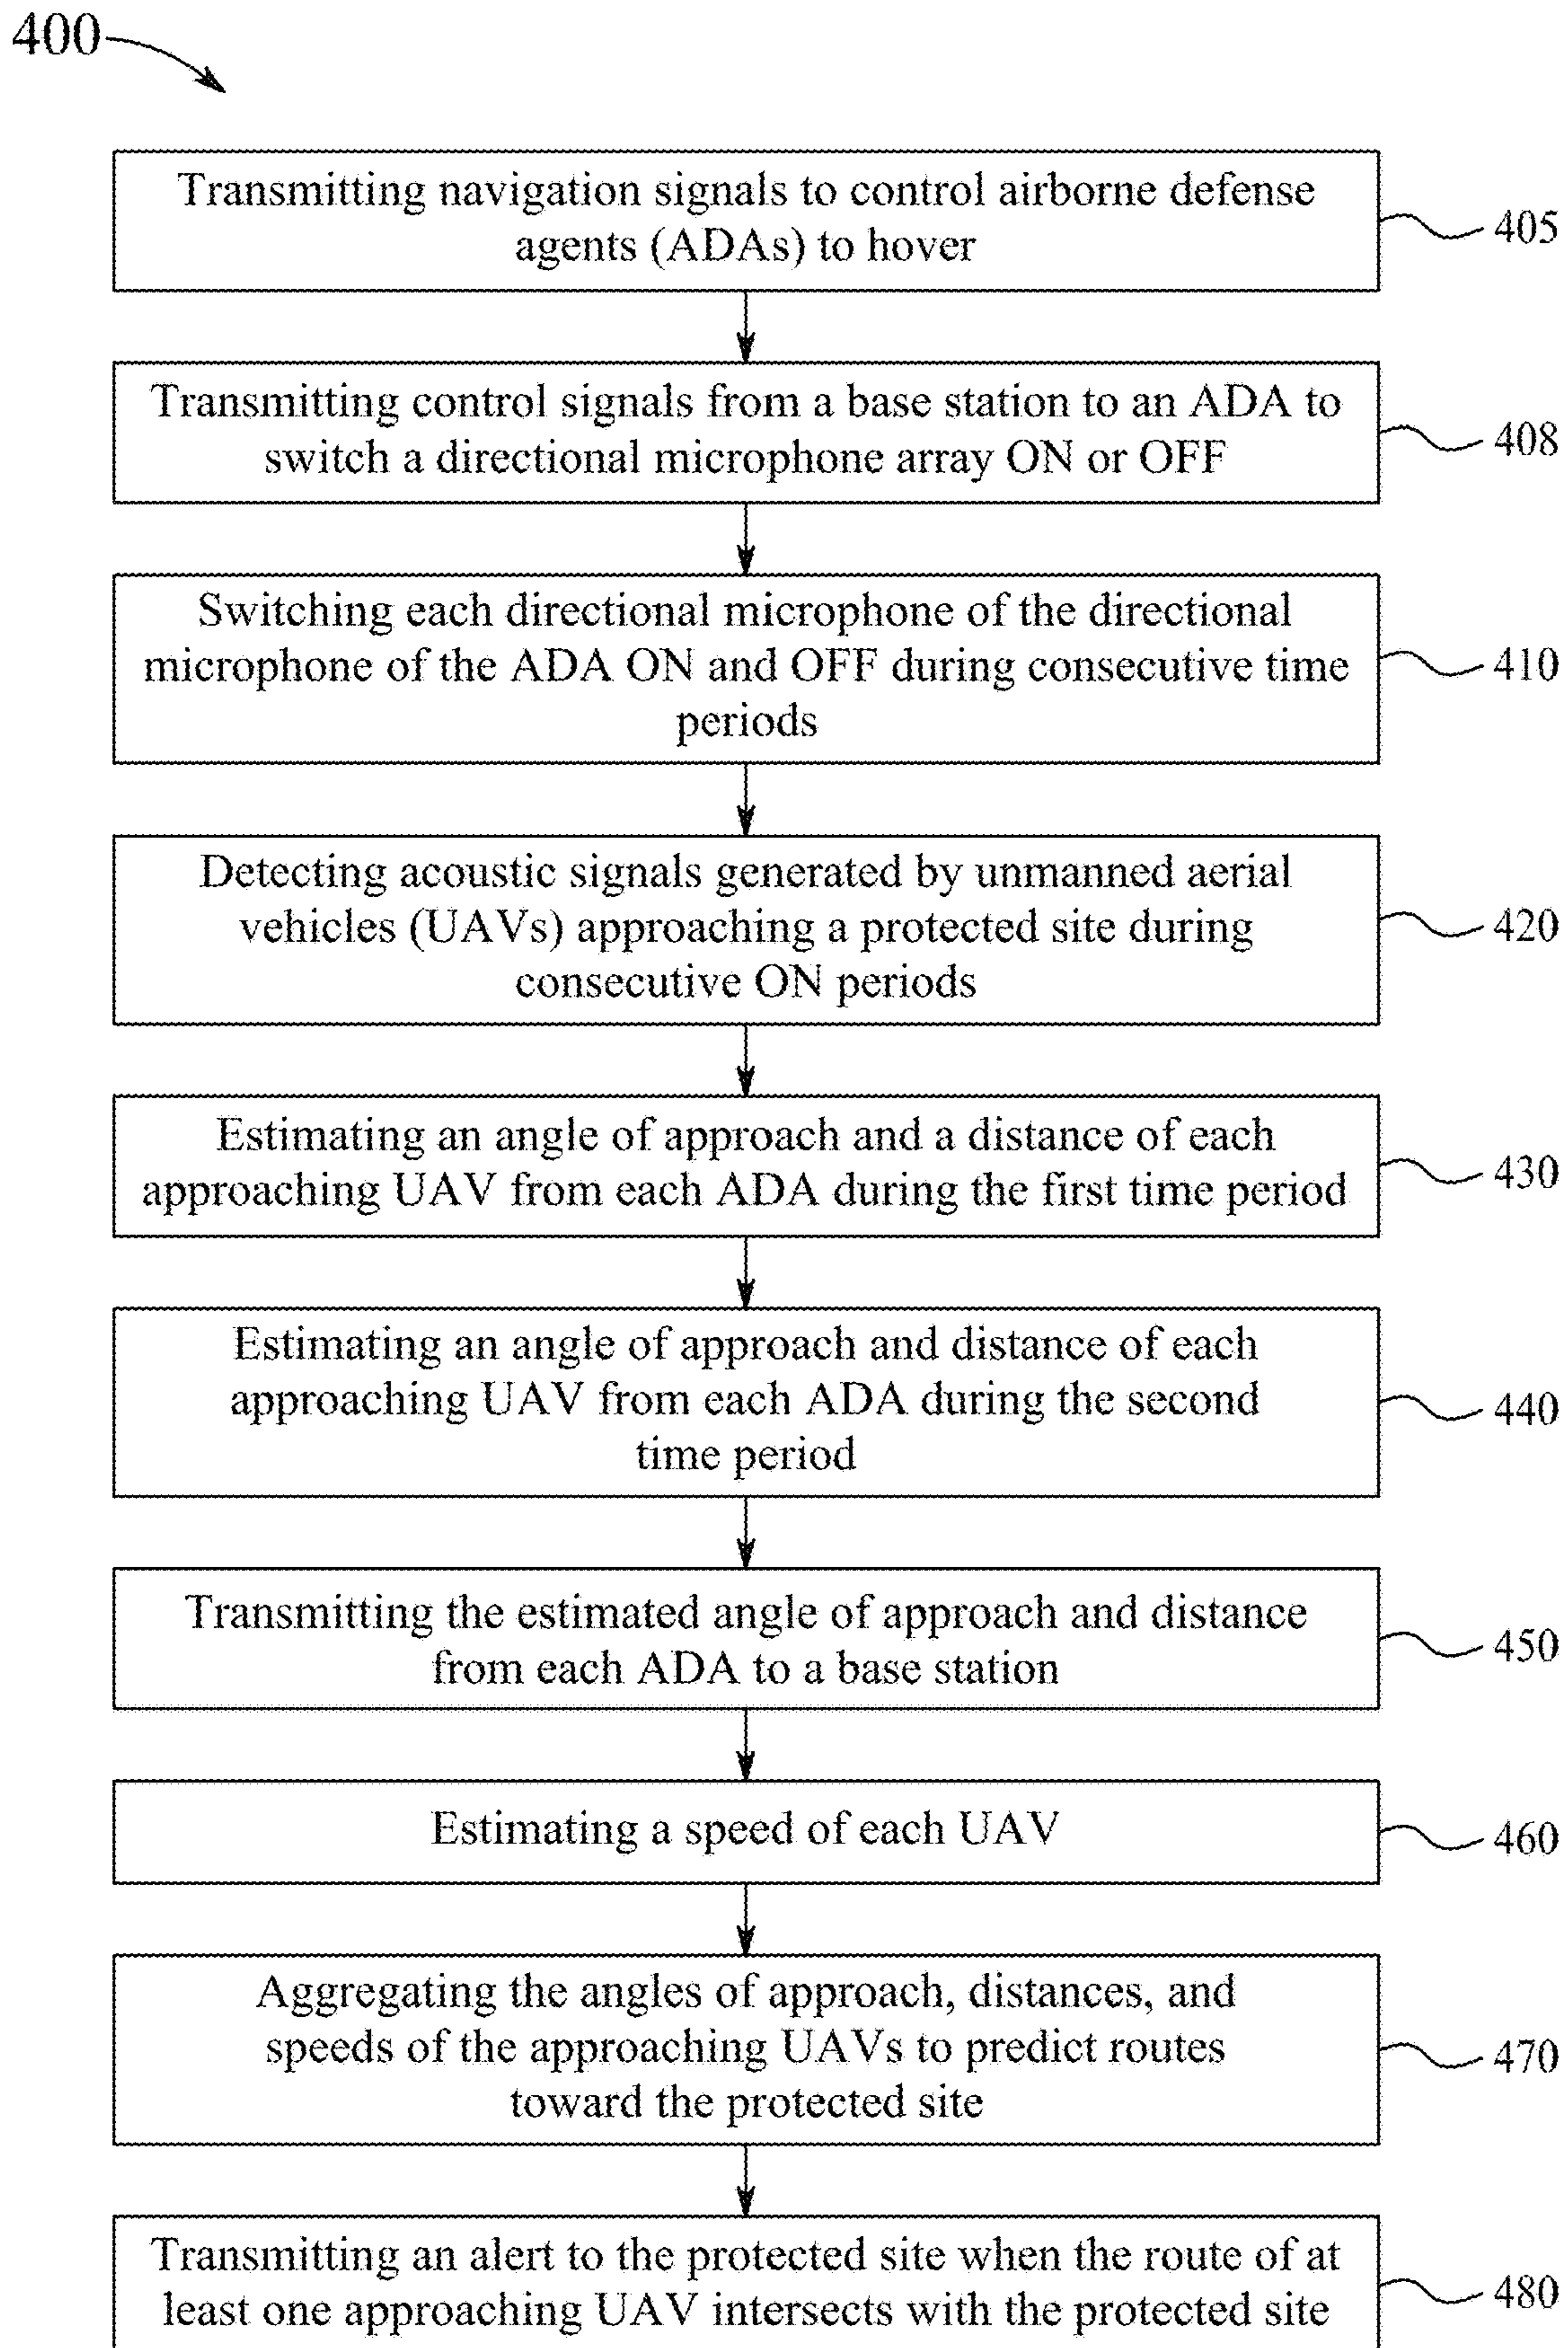 400
Transmitting navigation signals to control airborne defense
agents (ADAs) to hover
405
Transmitting control signals from a base station to an ADA to
switch a directional microphone array ON or OFF
408
Switching each directional microphone of the directional
microphone of the ADA ON and OFF during consecutive time
periods
410
Detecting acoustic signals generated by unmanned aerial
vehicles (UAVs) approaching a protected site during
consecutive ON periods
420
Estimating an angle of approach and a distance of each
approaching UAV from each ADA during the first time period
430
Estimating an angle of approach and distance of each
approaching UAV from each ADA during the second
time period
440
Transmitting the estimated angle of approach and distance
from each ADA to a base station
450
Estimating a speed of each UAV
460
Aggregating the angles of approach, distances, and
speeds of the approaching UAVs to predict routes
toward the protected site
470
Transmitting an alert to the protected site when the route of at
least one approaching UAV intersects with the protected site
480